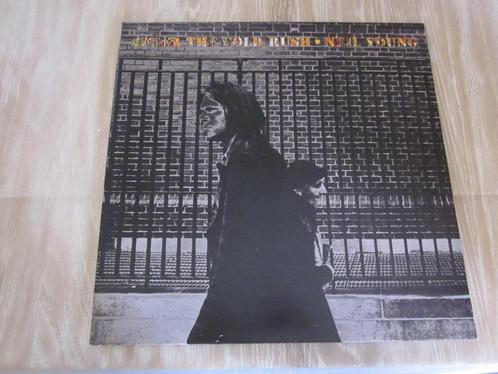 AFTER THE GOLD RUSH • NEIL YOUNG